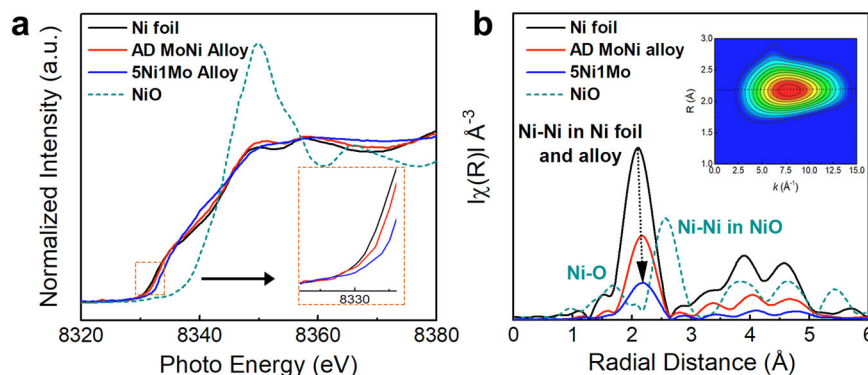 a
Normalized Intensity (a.u.)
Ni foil
AD MoNi Alloy
5Ni1Mo Alloy
NiO
8330
8320 8340 8360 8380
Photo Energy (eV)
b
|χ(R)| Å⁻³
Ni foil
AD MoNi alloy
5Ni1Mo
NiO
Ni-Ni in Ni foil
and alloy
Ni-O
Ni-Ni in NiO
R (Å)
3.0
2.5
2.0
1.5
1.0
0.0 2.5 5.0 7.5 10.0 12.5 15.0
k (Å⁻¹)
0 1 2 3 4 5 6
Radial Distance (Å)